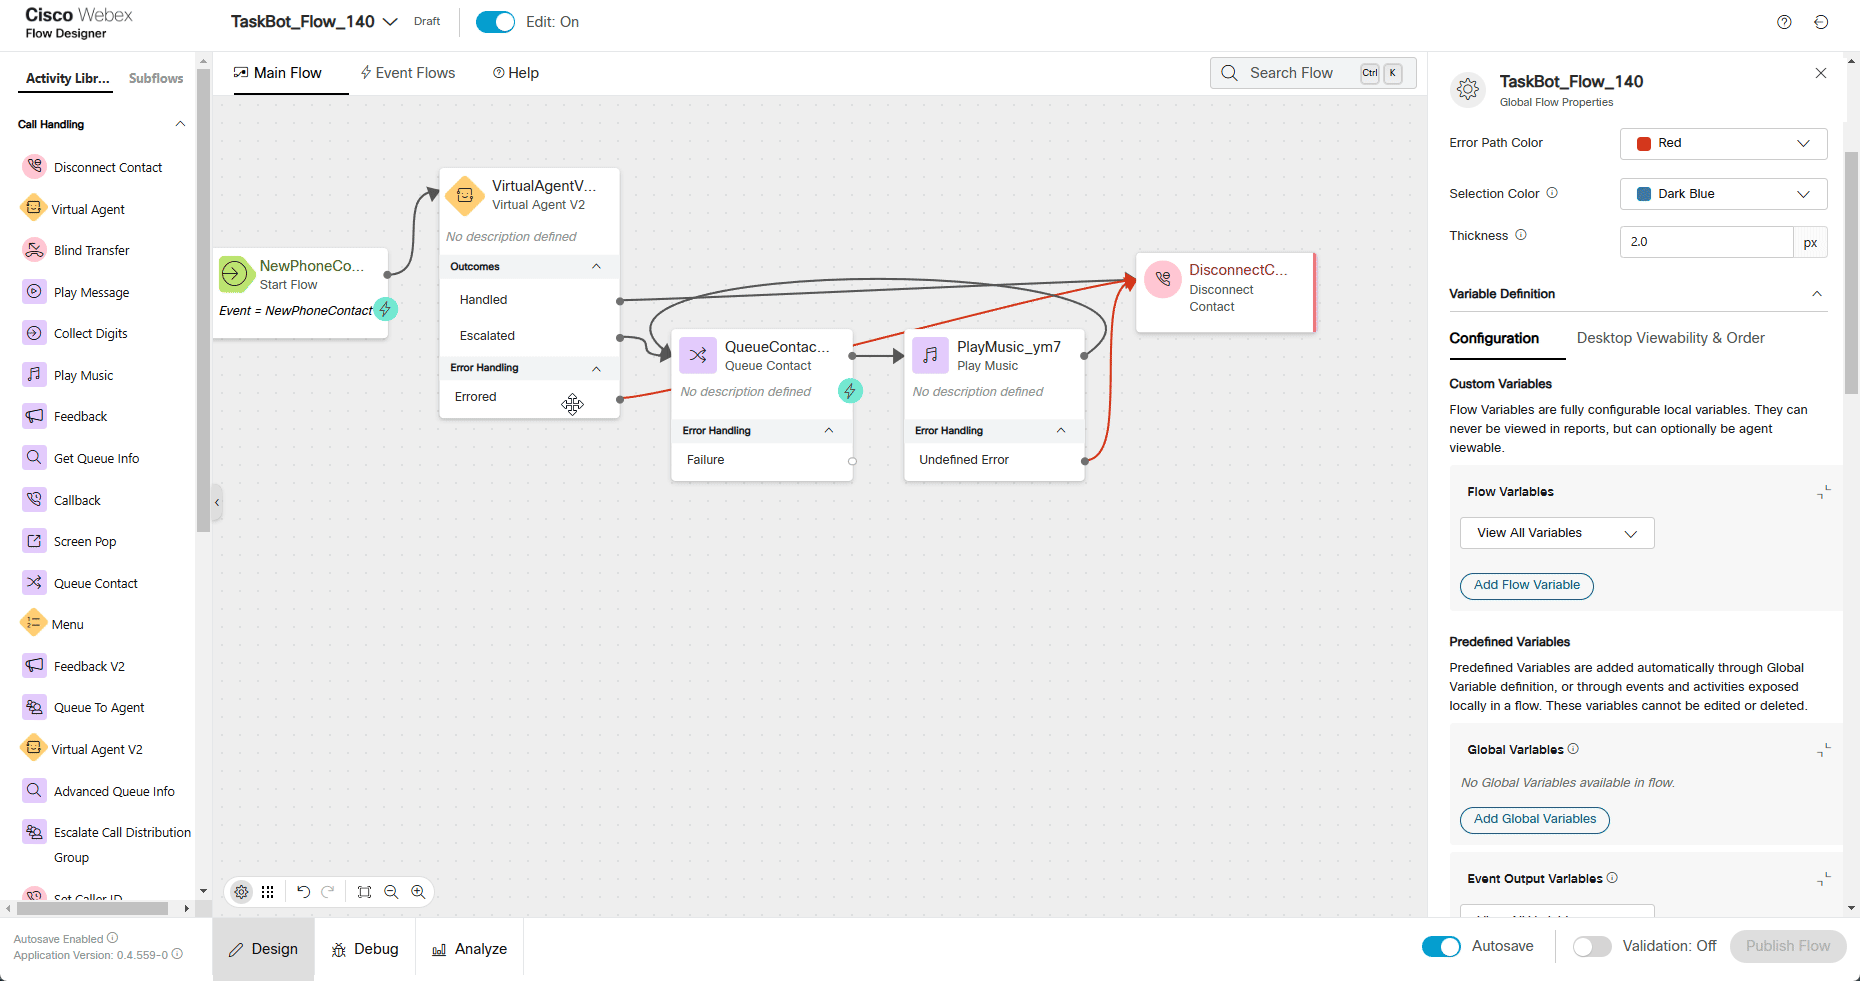 Cisco Webex
Flow Designer
TaskBot_Flow_140
Draft
Edit: On
Activity Libr...
Subflows
Main Flow
Event Flows
Help
Search Flow
Ctrl
K
Call Handling
Disconnect Contact
Virtual Agent
Blind Transfer
Play Message
Collect Digits
Play Music
Feedback
Get Queue Info
Callback
Screen Pop
Queue Contact
Menu
Feedback V2
Queue To Agent
Virtual Agent V2
Advanced Queue Info
Escalate Call Distribution
Group
Set Caller ID
NewPhoneCo...
Start Flow
Event = NewPhoneContact
VirtualAgentV...
Virtual Agent V2
No description defined
Outcomes
Handled
Escalated
Error Handling
Errored
QueueContac...
Queue Contact
No description defined
Error Handling
Failure
PlayMusic_ym7
Play Music
No description defined
Error Handling
Undefined Error
DisconnectC...
Disconnect
Contact
TaskBot_Flow_140
Global Flow Properties
Error Path Color
Red
Selection Color
Dark Blue
Thickness
2.0
px
Variable Definition
Configuration
Desktop Viewability & Order
Custom Variables
Flow Variables are fully configurable local variables. They can
never be viewed in reports, but can optionally be agent
viewable.
Flow Variables
View All Variables
Add Flow Variable
Predefined Variables
Predefined Variables are added automatically through Global
Variable definition, or through events and activities exposed
locally in a flow. These variables cannot be edited or deleted.
Global Variables
No Global Variables available in flow.
Add Global Variables
Event Output Variables
Autosave Enabled
Application Version: 0.4.559-0
Design
Debug
Analyze
Autosave
Validation: Off
Publish Flow